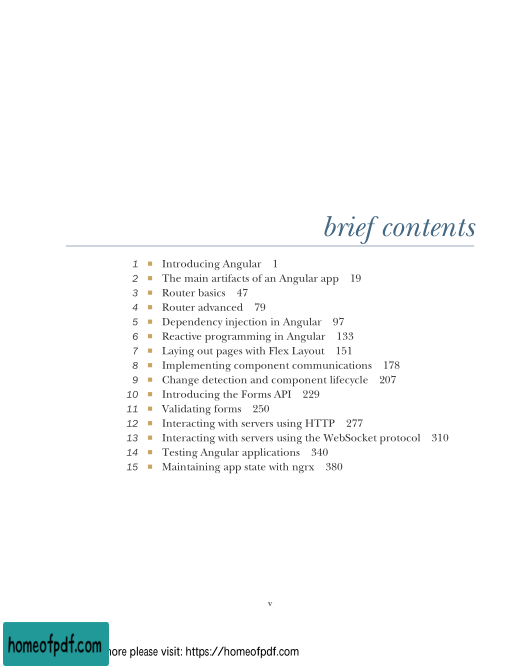 brief contents
1 ■ Introducing Angular 1
2 ■ The main artifacts of an Angular app 19
3 ■ Router basics 47
4 ■ Router advanced 79
5 ■ Dependency injection in Angular 97
6 ■ Reactive programming in Angular 133
7 ■ Laying out pages with Flex Layout 151
8 ■ Implementing component communications 178
9 ■ Change detection and component lifecycle 207
10 ■ Introducing the Forms API 229
11 ■ Validating forms 250
12 ■ Interacting with servers using HTTP 277
13 ■ Interacting with servers using the WebSocket protocol 310
14 ■ Testing Angular applications 340
15 ■ Maintaining app state with ngrx 380
v
homeofpdf.com
please visit: https://homeofpdf.com